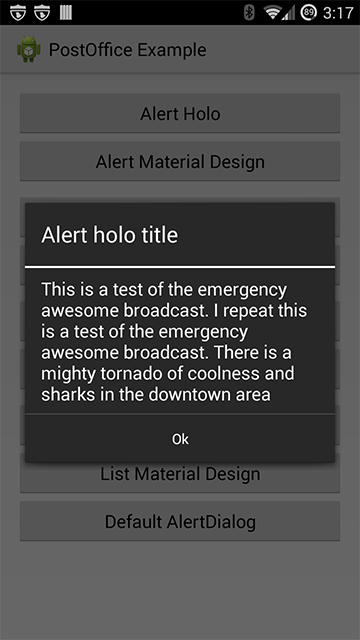 89 3:17
PostOffice Example
Alert Holo
Alert Material Design
Alert holo title
This is a test of the emergency
awesome broadcast. I repeat this
is a test of the emergency
awesome broadcast. There is a
mighty tornado of coolness and
sharks in the downtown area
Ok
List Material Design
Default AlertDialog